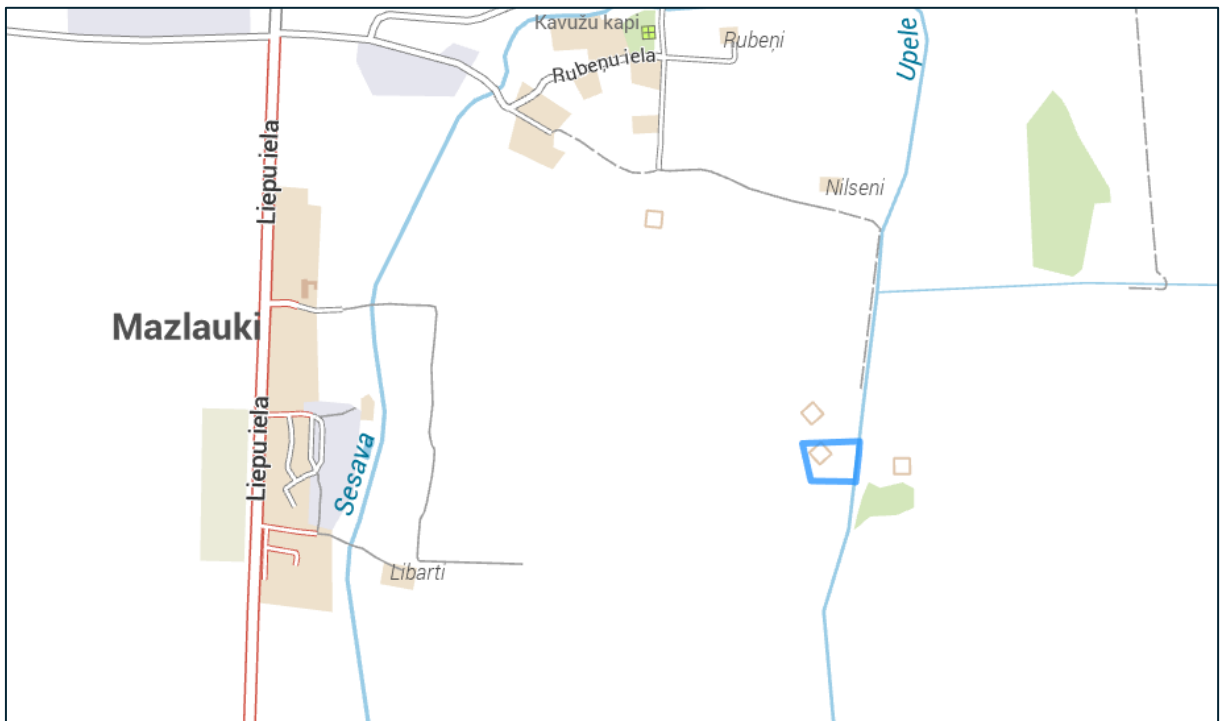 Kavužu kapi
Rubeņi
Rubeņu iela
Upele
Liepu iela
Nilseni
Mazlauki
Liepu iela
Sesava
Libarti